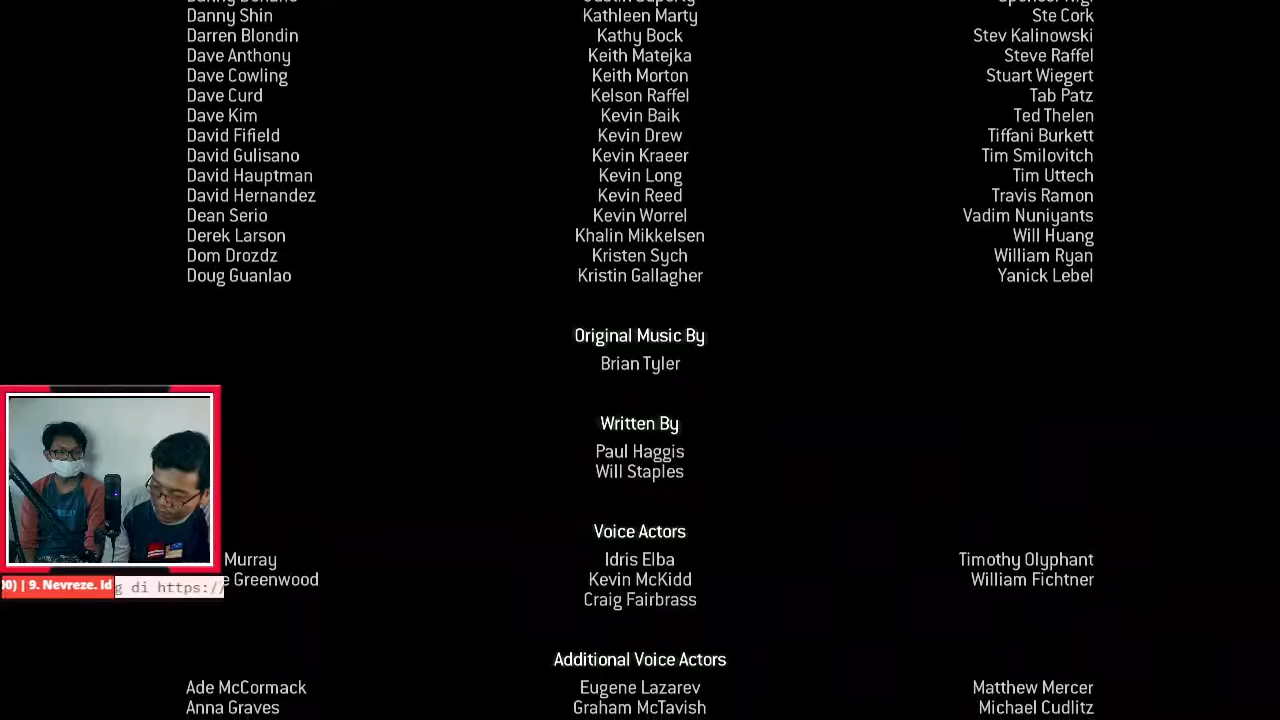 Danny Shin Kathleen Marty Ste Cork
Darren Blondin Kathy Bock Stev Kalinowski
Dave Anthony Keith Matejka Steve Raffel
Dave Cowling Keith Morton Stuart Wiegert
Dave Curd Kelson Raffel Tab Patz
Dave Kim Kevin Baik Ted Thelen
David Fifield Kevin Drew Tiffani Burkett
David Gulisano Kevin Kraeer Tim Smilovitch
David Hauptman Kevin Long Tim Uttech
David Hernandez Kevin Reed Travis Ramon
Dean Serio Kevin Worrel Vadim Nuniyants
Derek Larson Khalin Mikkelsen Will Huang
Dom Drozdz Kristen Sych William Ryan
Doug Guanlao Kristin Gallagher Yanick Lebel
Original Music By
Brian Tyler
Written By
Paul Haggis
Will Staples
Voice Actors
Murray Idris Elba Timothy Olyphant
Greenwood Kevin McKidd William Fichtner
Craig Fairbrass
00) | 9. Nevreze. Id g di https://
Additional Voice Actors
Ade McCormack Eugene Lazarev Matthew Mercer
Anna Graves Graham McTavish Michael Cudlitz